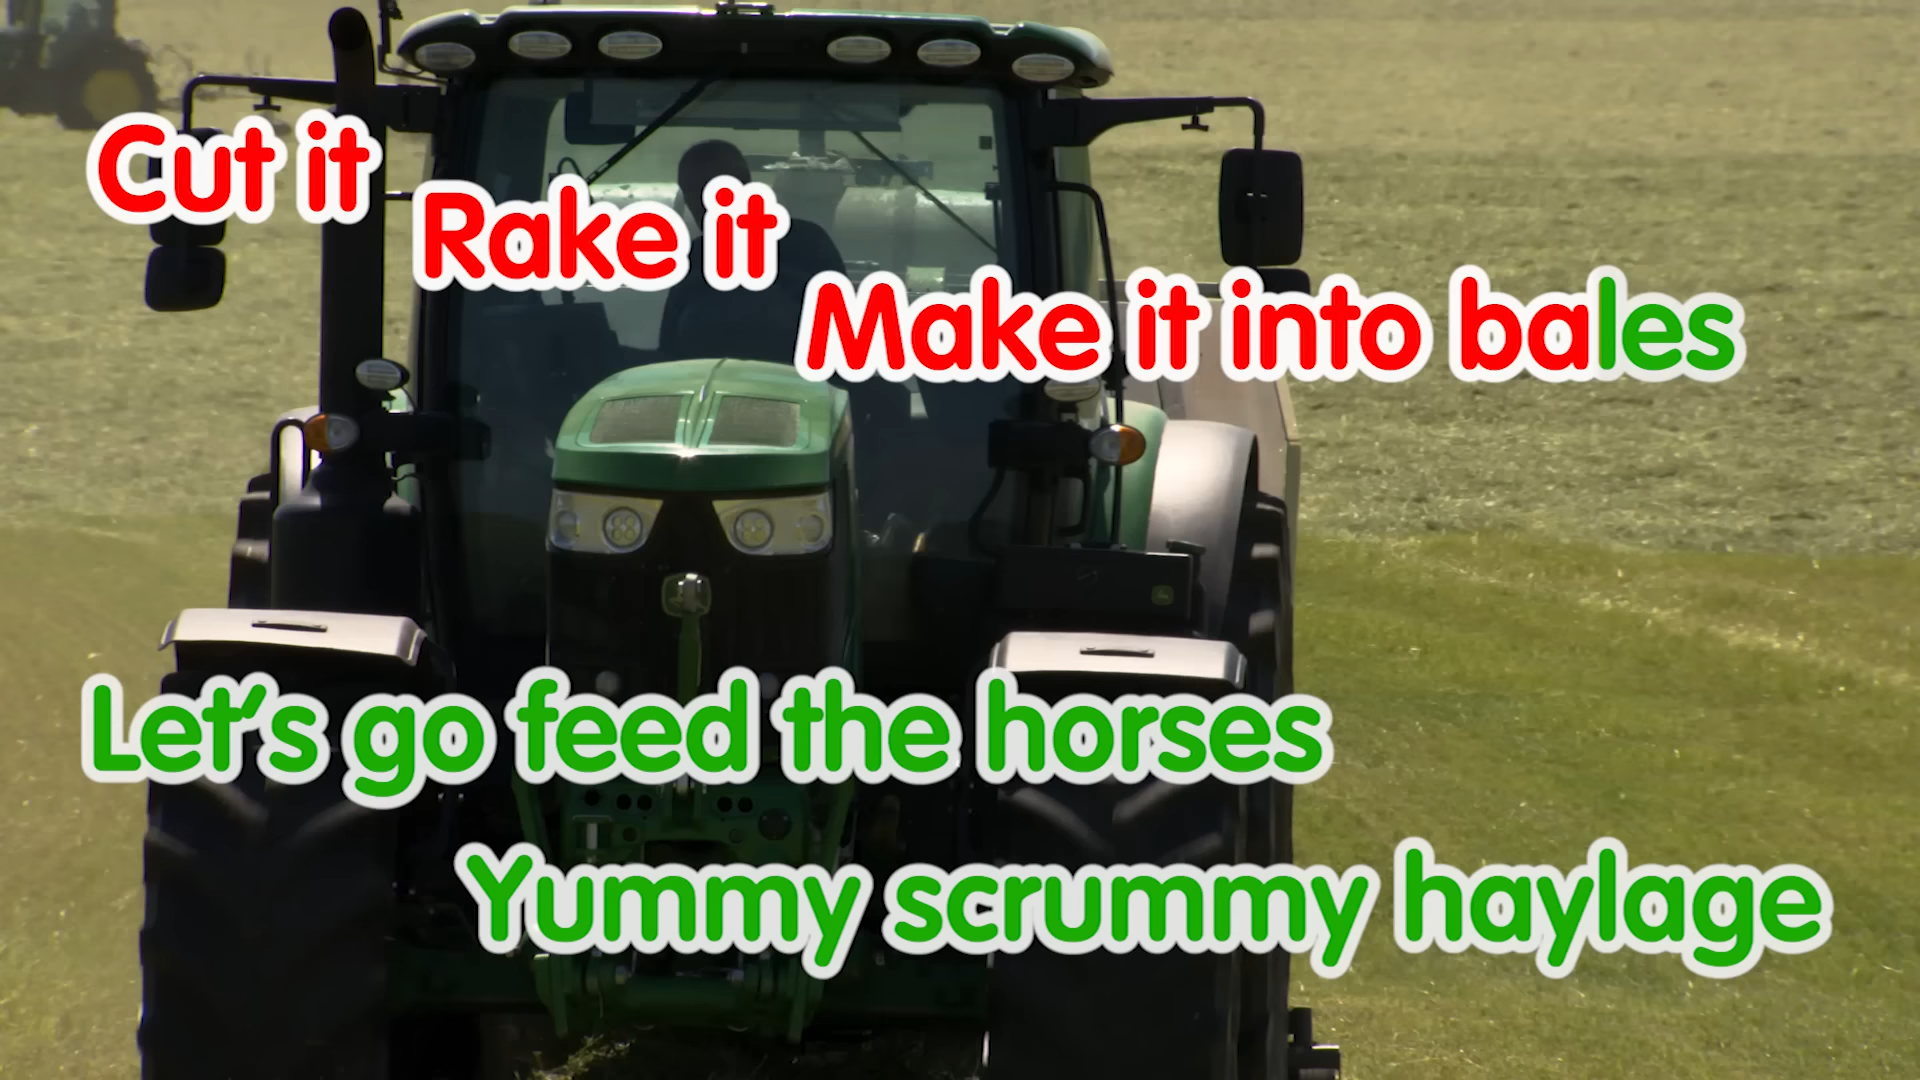 Cut it
Rake it
Make it into bales
Let's go feed the horses
Yummy scrummy haylage